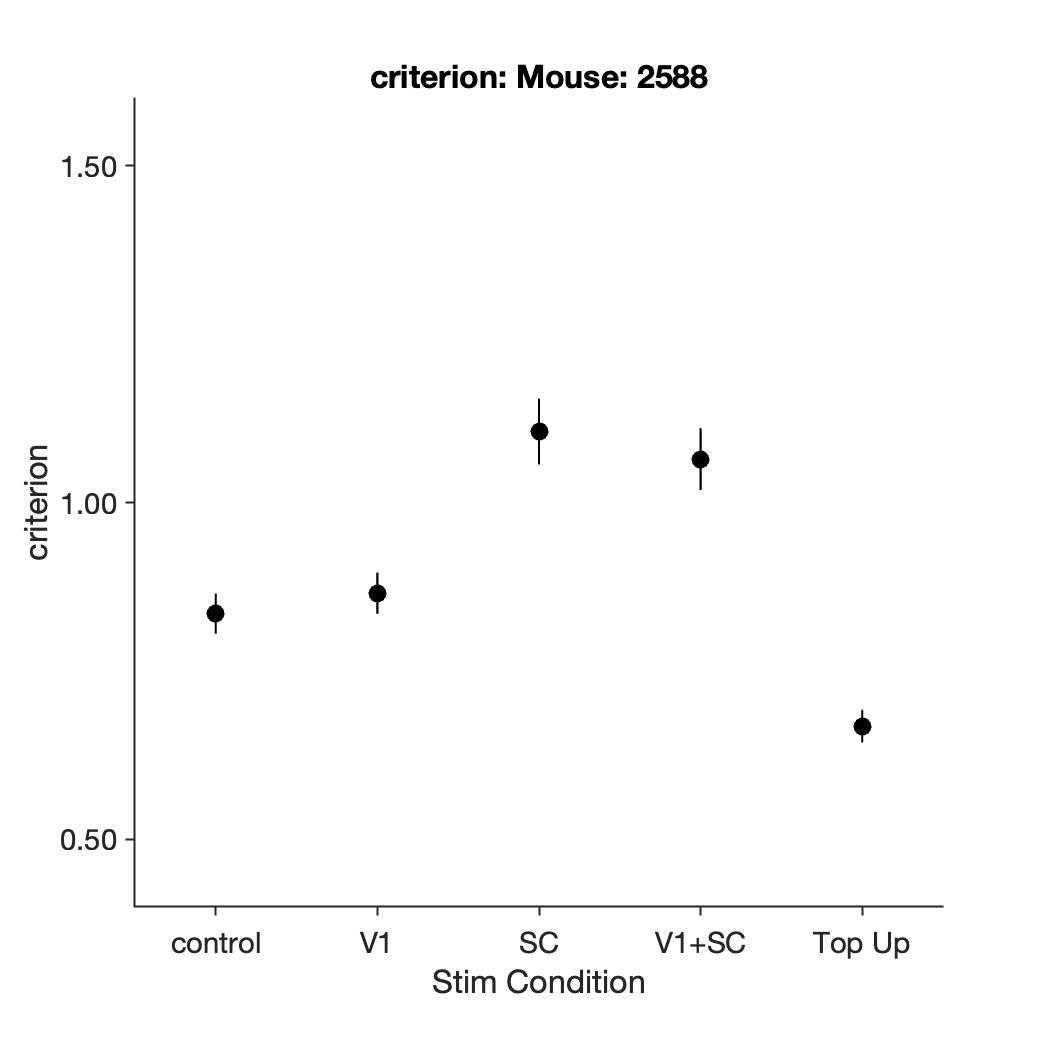 criterion: Mouse: 2588
criterion
1.50
1.00
0.50
control V1 SC V1+SC Top Up
Stim Condition